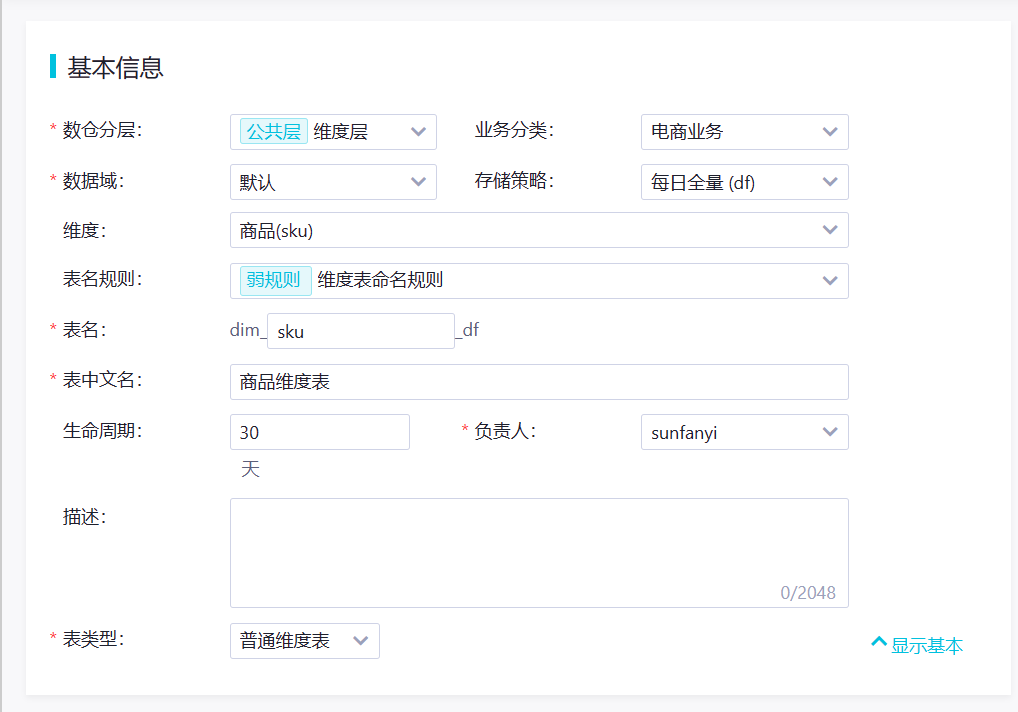 基本信息
* 数仓分层： 公共层 维度层 业务分类： 电商业务
* 数据域： 默认 存储策略： 每日全量 (df)
维度： 商品(sku)
表名规则： 弱规则 维度表命名规则
* 表名： dim_ sku _df
* 表中文名： 商品维度表
生命周期： 30 * 负责人： sunfanyi
天
描述：
0/2048
* 表类型： 普通维度表 显示基本